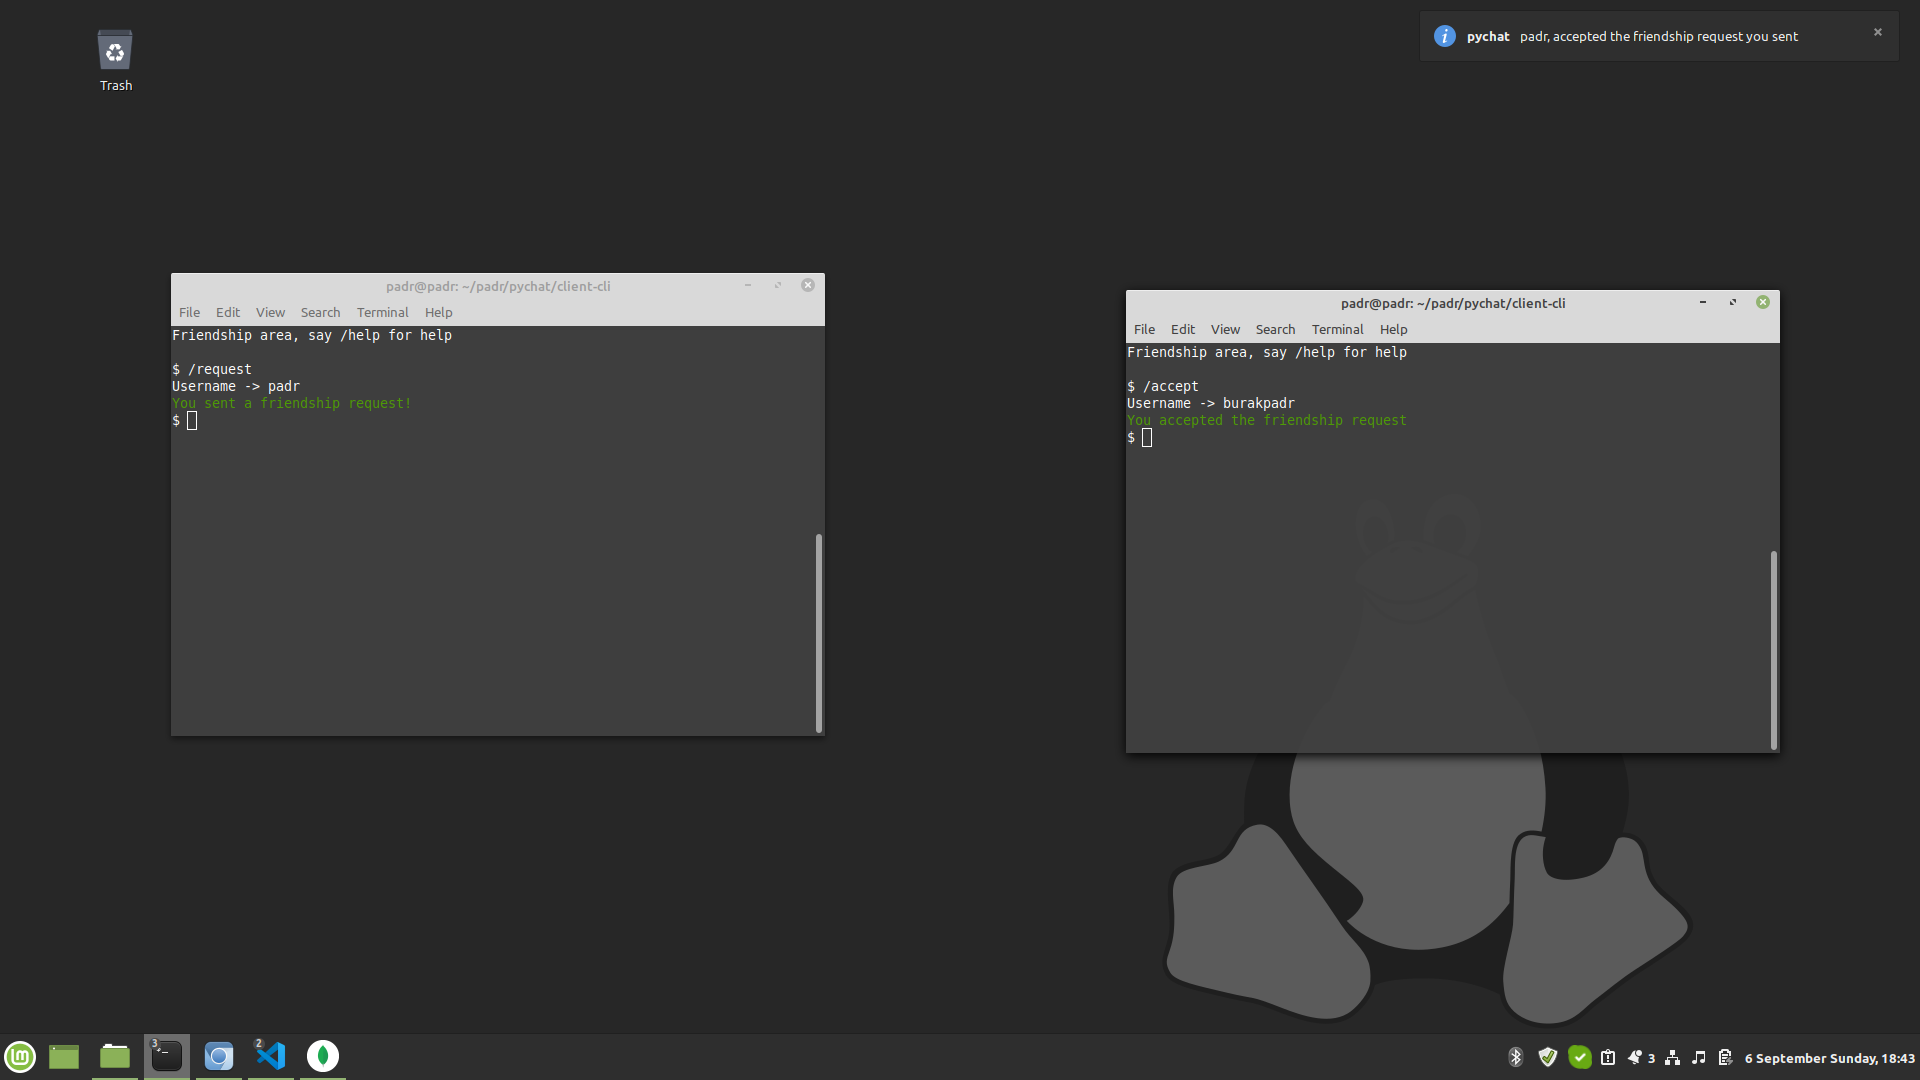 Trash
pychat padr, accepted the friendship request you sent
padr@padr: ~/padr/pychat/client-cli
File Edit View Search Terminal Help
Friendship area, say /help for help
$ /request
Username -> padr
You sent a friendship request!
$
padr@padr: ~/padr/pychat/client-cli
File Edit View Search Terminal Help
Friendship area, say /help for help
$ /accept
Username -> burakpadr
You accepted the friendship request
$
3
2
3
6 September Sunday, 18:43